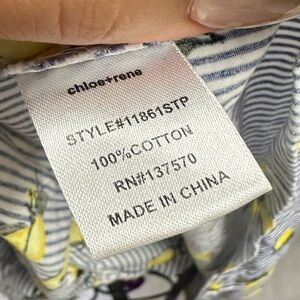 chloe+rene
STYLE#11861STP
100%COTTON
RN#137570
MADE IN CHINA